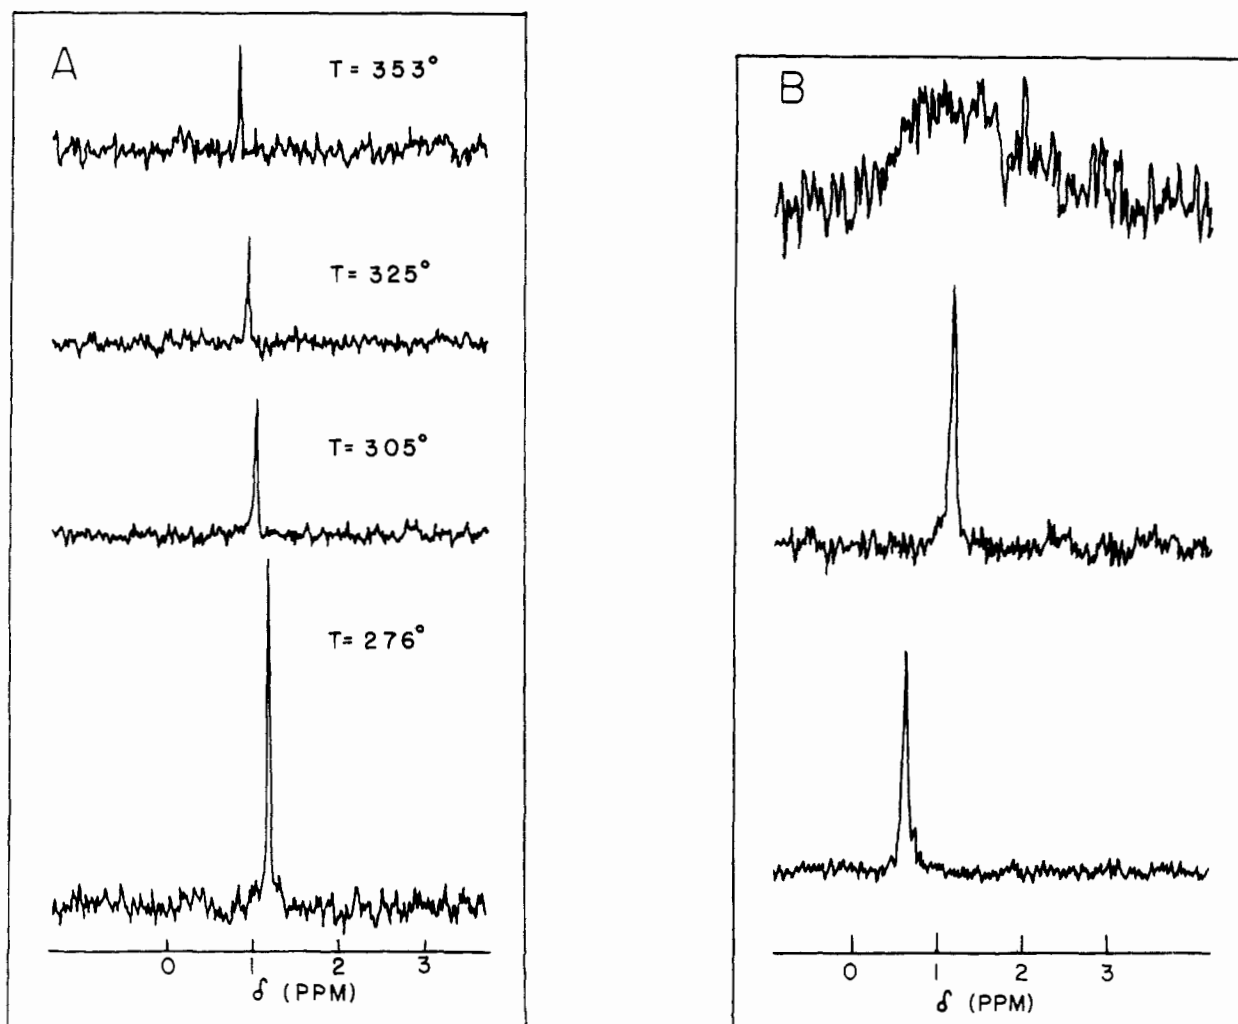 A
T = 353°
T = 325°
T = 305°
T = 276°
0 1 2 3
δ (PPM)
B
0 1 2 3
δ (PPM)